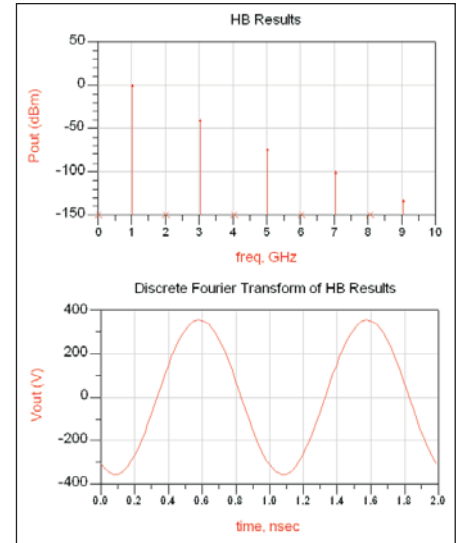 HB Results
Pout (dBm)
50
0
-50
-100
-150
0 1 2 3 4 5 6 7 8 9 10
freq, GHz
Discrete Fourier Transform of HB Results
Vout (V)
400
200
0
-200
-400
0.0 0.2 0.4 0.6 0.8 1.0 1.2 1.4 1.6 1.8 2.0
time, nsec